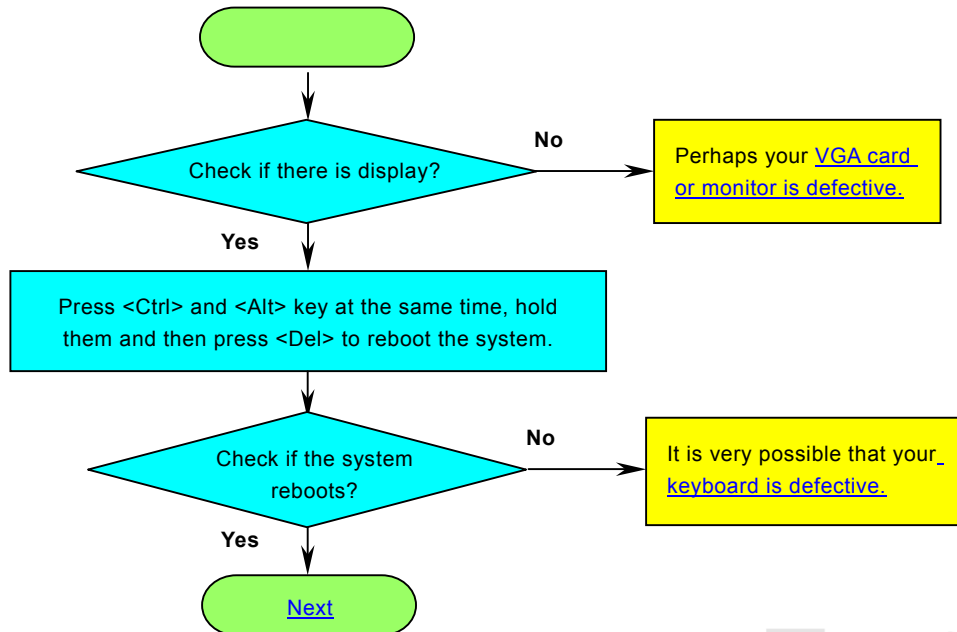 Check if there is display?
No
Perhaps your VGA card
or monitor is defective.
Yes
Press <Ctrl> and <Alt> key at the same time, hold
them and then press <Del> to reboot the system.
Check if the system
reboots?
No
It is very possible that your
keyboard is defective.
Yes
Next